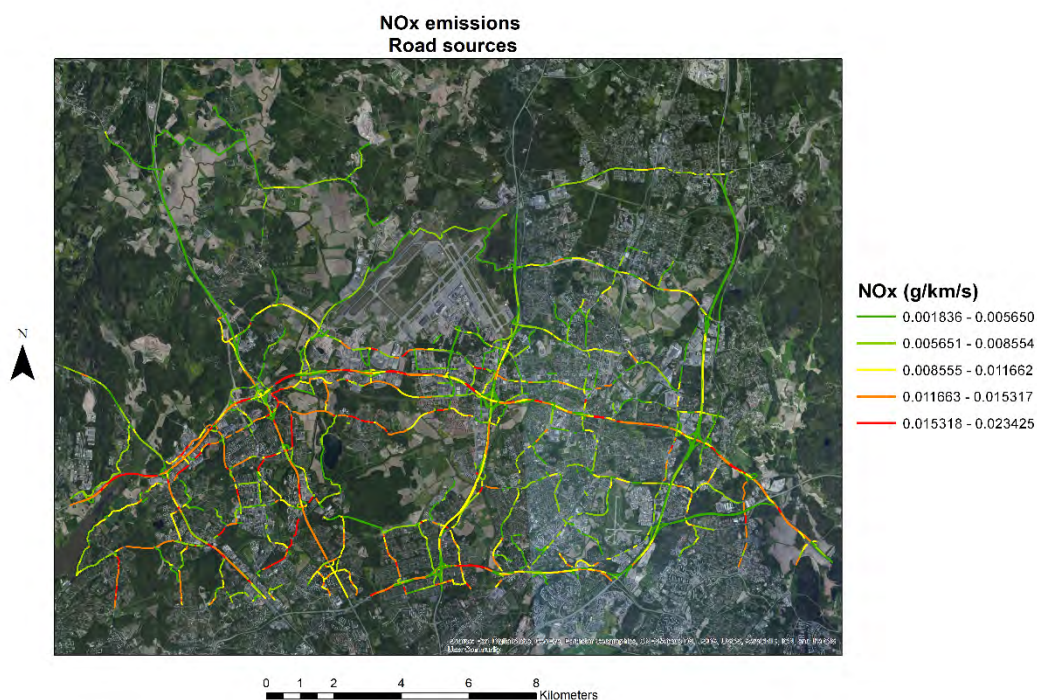 NOx emissions
Road sources
NOx (g/km/s)
0.001836 - 0.005650
0.005651 - 0.008554
0.008555 - 0.011662
0.011663 - 0.015317
0.015318 - 0.023425
N
0 1 2 4 6 8
Kilometers